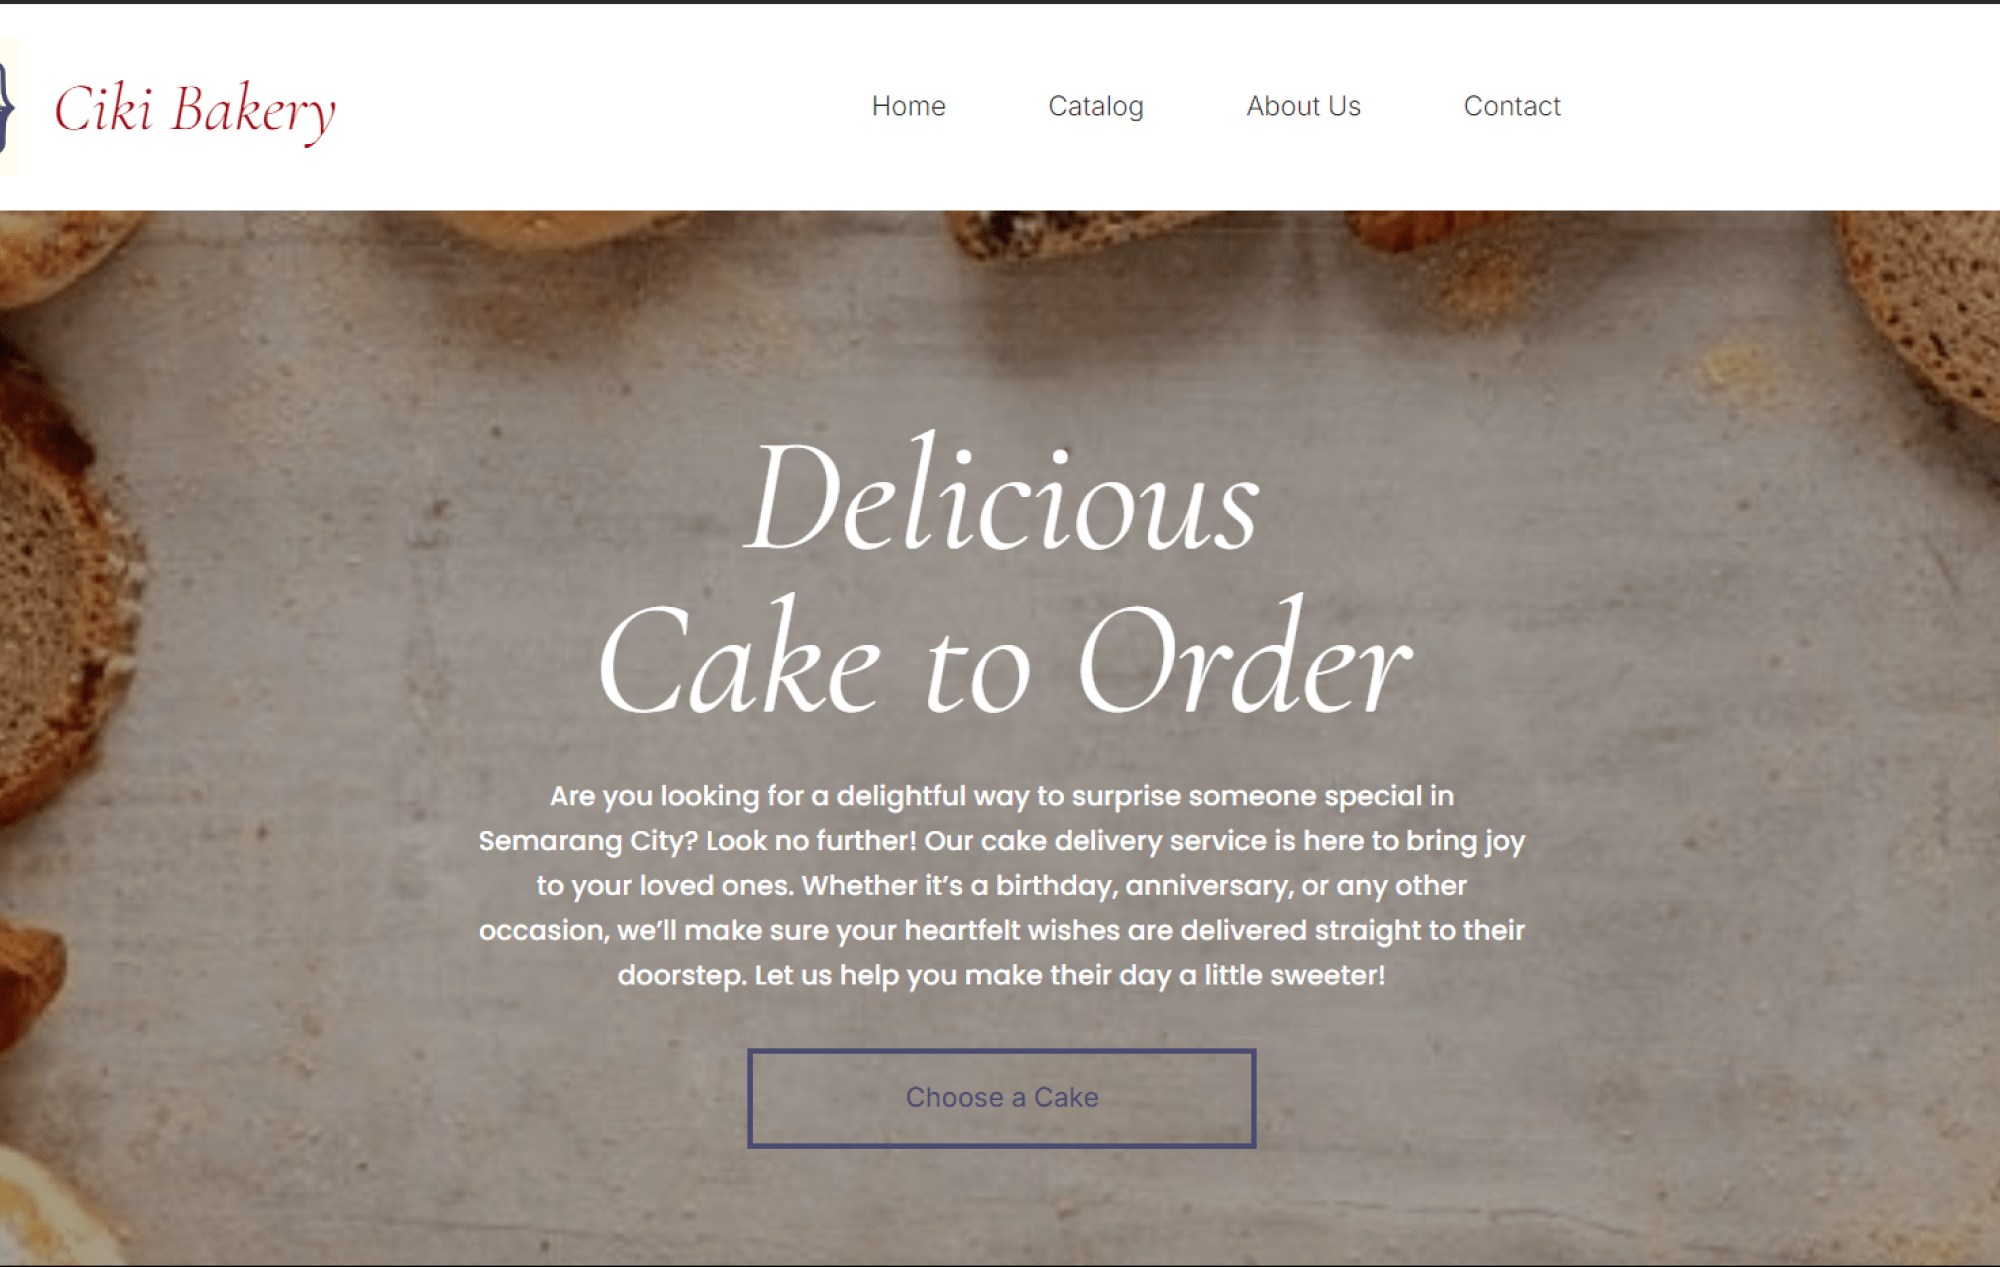 Ciki Bakery
Home Catalog About Us Contact
Delicious
Cake to Order
Are you looking for a delightful way to surprise someone special in
Semarang City? Look no further! Our cake delivery service is here to bring joy
to your loved ones. Whether it’s a birthday, anniversary, or any other
occasion, we’ll make sure your heartfelt wishes are delivered straight to their
doorstep. Let us help you make their day a little sweeter!
Choose a Cake